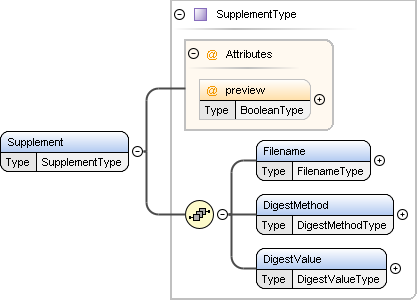 SupplementType
@ Attributes
@ preview
Type BooleanType
Supplement
Type SupplementType
Filename
Type FilenameType
DigestMethod
Type DigestMethodType
DigestValue
Type DigestValueType